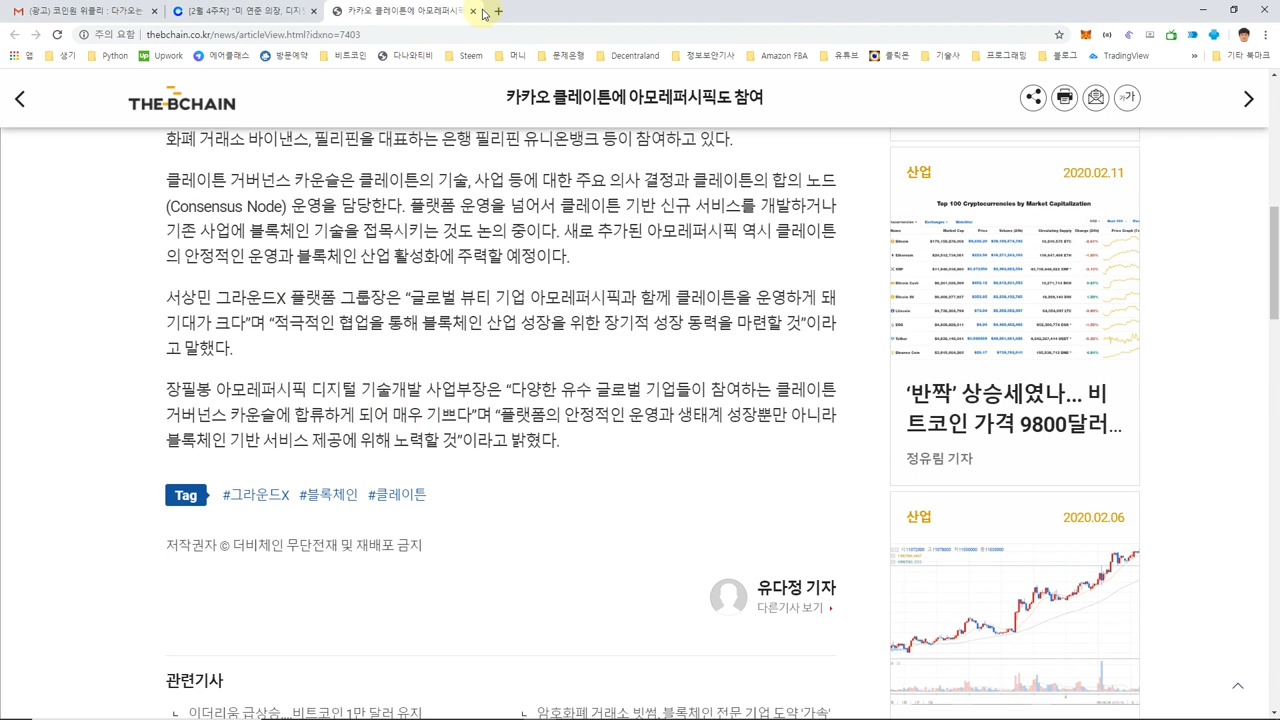 (광고) 코인원 위클리 : 다가오는
[2월 4주차] "미 연준 의장, 디지
카카오 클레이튼에 아모레퍼시픽
주의 요함 | thebchain.co.kr/news/articleView.html?idxno=7403
앱
생기
Python
Upwork
에어클래스
방문예약
비트코인
다나와티비
Steem
머니
문제은행
Decentraland
정보보안기사
Amazon FBA
유튜브
클릭온
기술사
프로그래밍
블로그
TradingView
기타 북마크
THE BCHAIN
카카오 클레이튼에 아모레퍼시픽도 참여
가가
화폐 거래소 바이낸스, 필리핀을 대표하는 은행 필리핀 유니온뱅크 등이 참여하고 있다.
클레이튼 거버넌스 카운슬은 클레이튼의 기술, 사업 등에 대한 주요 의사 결정과 클레이튼의 합의 노드
(Consensus Node) 운영을 담당한다. 플랫폼 운영을 넘어서 클레이튼 기반 신규 서비스를 개발하거나
기존 사업에 블록체인 기술을 접목시키는 것도 논의 중이다. 새로 추가된 아모레퍼시픽 역시 클레이튼
의 안정적인 운영과 블록체인 기술 산업 활성화에 주력할 예정이다.
서상민 그라운드X 플랫폼 그룹장은 “글로벌 뷰티 기업 아모레퍼시픽과 함께 클레이튼을 운영하게 돼
기쁘다”며 “본격적인 협업을 통해 블록체인 기술 산업 활성화를 위한 장기 성장 동력을 마련할 것”이라
고 말했다.
장필봉 아모레퍼시픽 디지털 기술개발 사업부장은 “다양한 유수 글로벌 기업들이 참여하는 클레이튼
거버넌스 카운슬에 합류하게 되어 매우 기쁘다”며 “플랫폼의 안정적인 운영과 생태계 성장뿐만 아니라
블록체인 기반 서비스 제공에 위해 노력할 것”이라고 밝혔다.
Tag #그라운드X #블록체인 #클레이튼
저작권자 © 더비체인 무단전재 및 재배포 금지
유다정 기자
다른기사 보기
관련기사
산업 2020.02.11
Top 100 Cryptocurrencies by Market Capitalization
‘반짝’ 상승세였나... 비
트코인 가격 9800달러...
정유림 기자
산업 2020.02.06